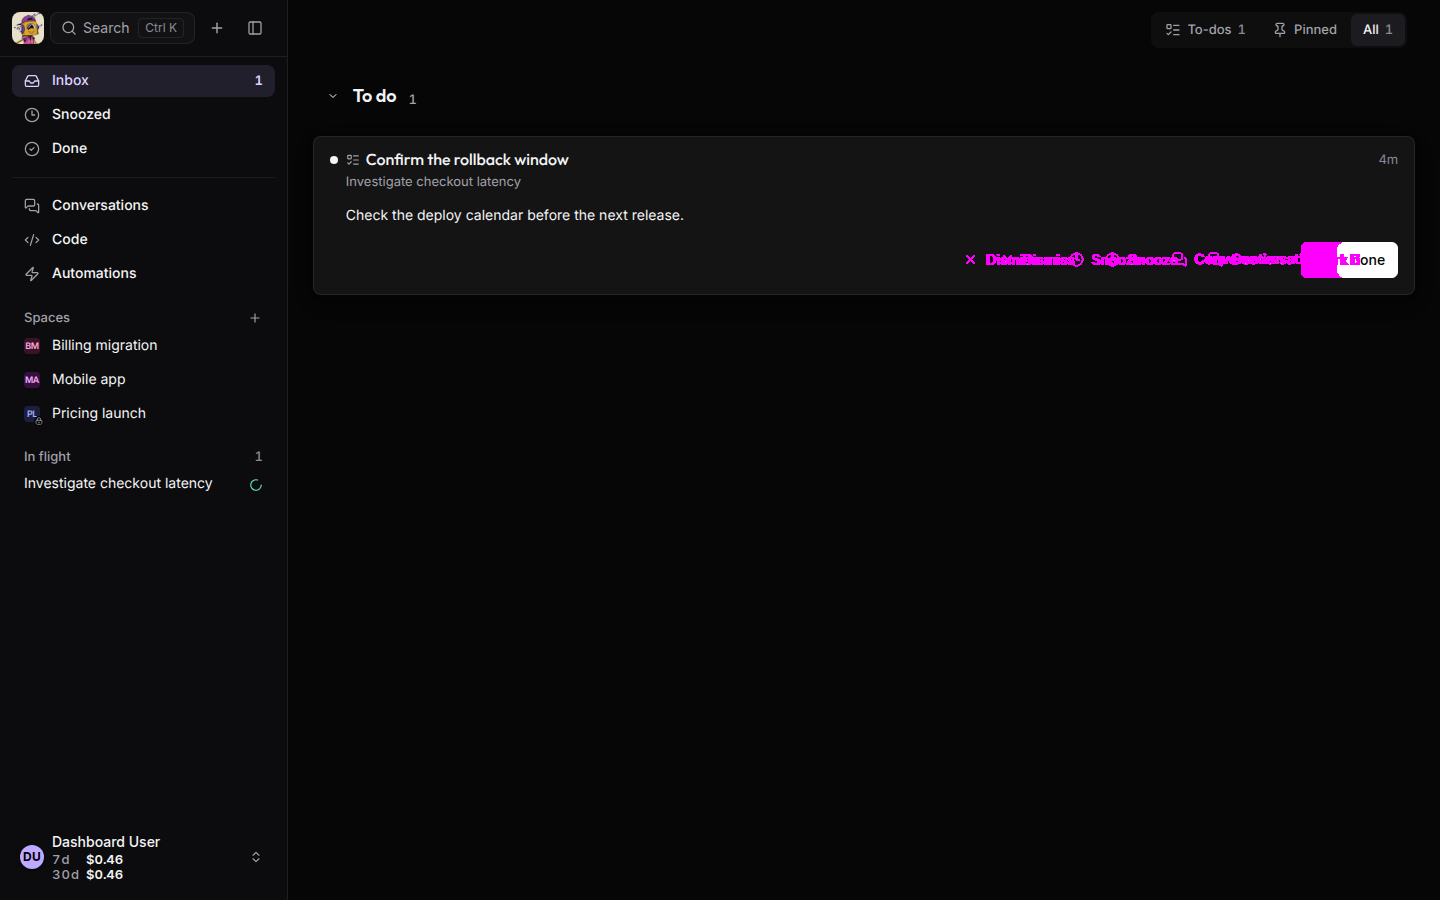 Search Ctrl K
To-dos 1
Pinned
All 1
Inbox 1
Snoozed
Done
Conversations
Code
Automations
Spaces
BM Billing migration
MA Mobile app
PL Pricing launch
In flight 1
Investigate checkout latency
DU Dashboard User
7d $0.46
30d $0.46
To do 1
Confirm the rollback window 4m
Investigate checkout latency
Check the deploy calendar before the next release.